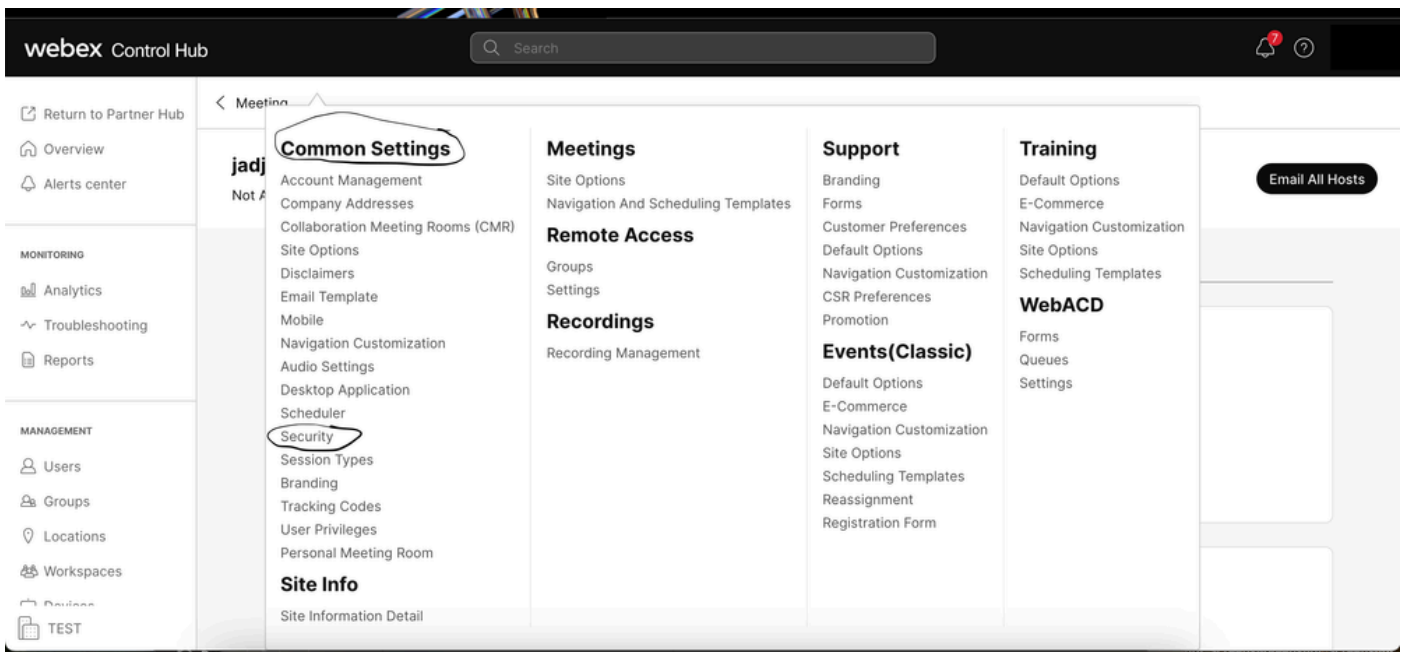 webex Control Hub
Search
7
Return to Partner Hub
Overview
Alerts center
MONITORING
Analytics
Troubleshooting
Reports
MANAGEMENT
Users
Groups
Locations
Workspaces
Devices
TEST
Meeting
jadj
Not A
Email All Hosts
Common Settings
Account Management
Company Addresses
Collaboration Meeting Rooms (CMR)
Site Options
Disclaimers
Email Template
Mobile
Navigation Customization
Audio Settings
Desktop Application
Scheduler
Security
Session Types
Branding
Tracking Codes
User Privileges
Personal Meeting Room
Site Info
Site Information Detail
Meetings
Site Options
Navigation And Scheduling Templates
Remote Access
Groups
Settings
Recordings
Recording Management
Support
Branding
Forms
Customer Preferences
Default Options
Navigation Customization
CSR Preferences
Promotion
Events(Classic)
Default Options
E-Commerce
Navigation Customization
Site Options
Scheduling Templates
Reassignment
Registration Form
Training
Default Options
E-Commerce
Navigation Customization
Site Options
Scheduling Templates
WebACD
Forms
Queues
Settings